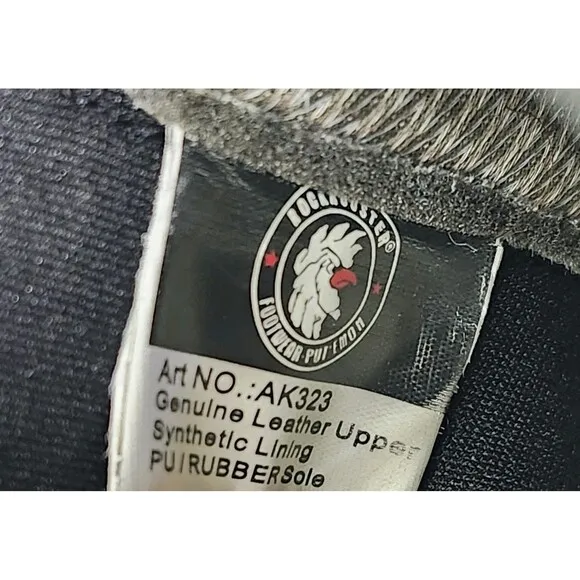 ROCKROOSTER®
FOOTWEAR·PUT'EMON
Art NO.:AK323
Genuine Leather Upper
Synthetic Lining
PU/RUBBERSole